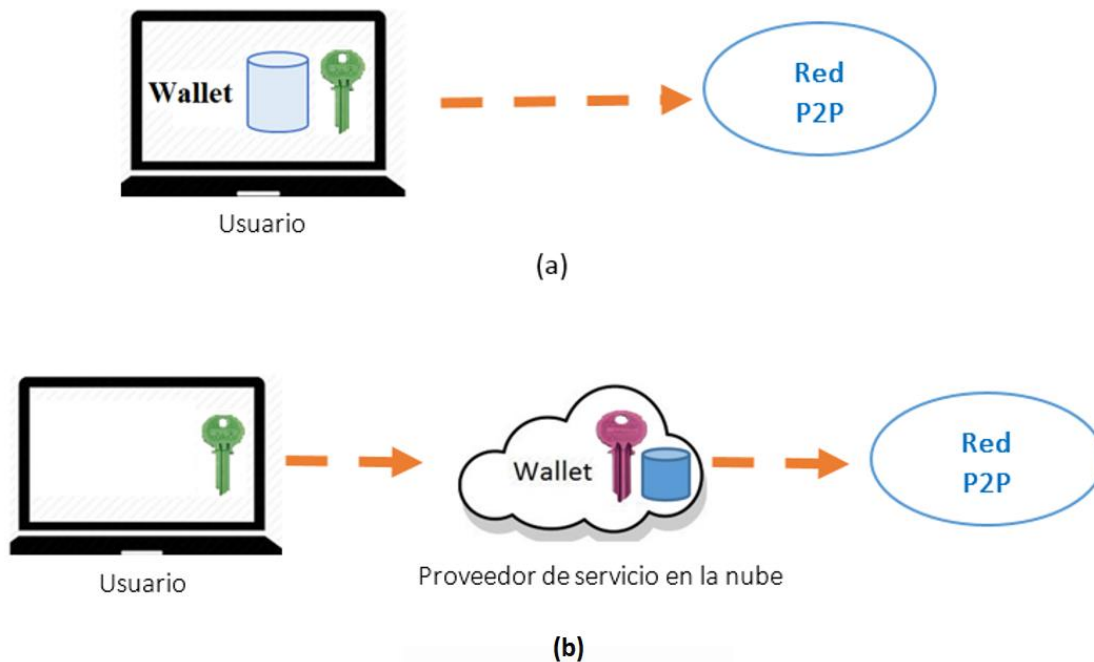 Wallet
Red
P2P
Usuario
(a)
Wallet
Red
P2P
Usuario
Proveedor de servicio en la nube
(b)